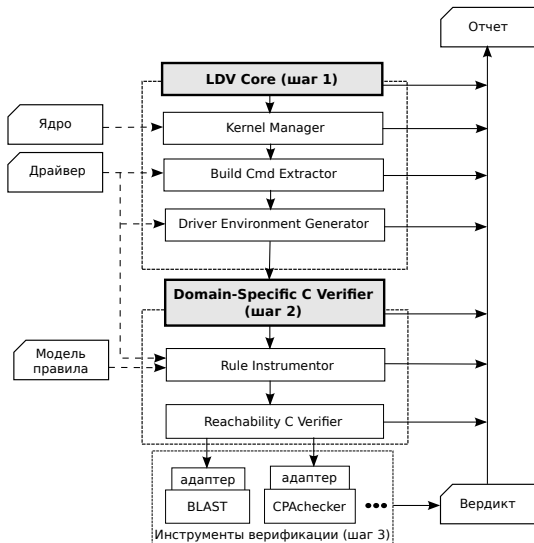 Отчет
LDV Core (шаг 1)
Ядро
Kernel Manager
Драйвер
Build Cmd Extractor
Driver Environment Generator
Domain-Specific C Verifier
(шаг 2)
Модель
правила
Rule Instrumentor
Reachability C Verifier
адаптер
адаптер
BLAST
CPAchecker
•••
Вердикт
Инструменты верификации (шаг 3)